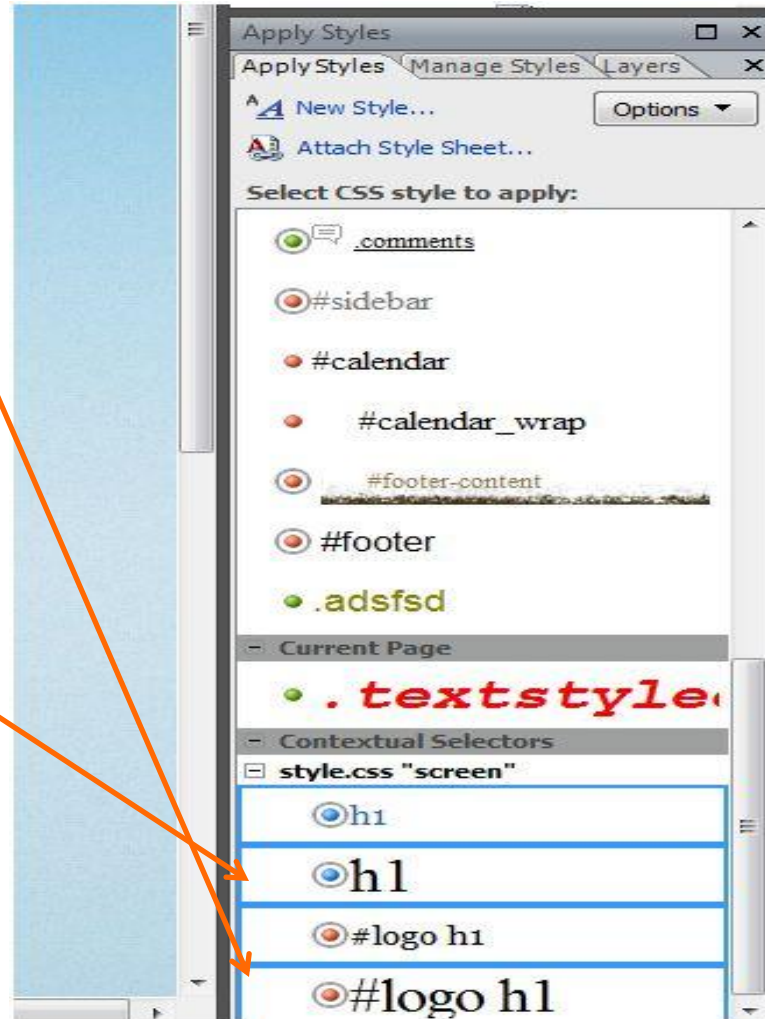 Apply Styles
Apply Styles Manage Styles Layers
New Style... Options
Attach Style Sheet...
Select CSS style to apply:
.comments
#sidebar
#calendar
#calendar_wrap
#footer-content
#footer
.adsfsd
Current Page
.textstyle
Contextual Selectors
style.css "screen"
h1
h1
#logo h1
#logo h1